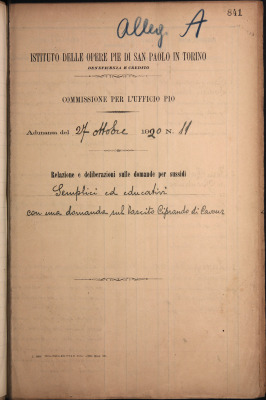 841
Alleg. A
ISTITUTO DELLE OPERE PIE DI SAN PAOLO IN TORINO
BENEFICENZA E CREDITO
COMMISSIONE PER L'UFFICIO PIO
Adunanza del 27 ottobre 1920 N. 11
Relazione e deliberazioni sulle domande per sussidi
Semplici ed educativi
con una domanda sul lascito Ciprando di Cavour